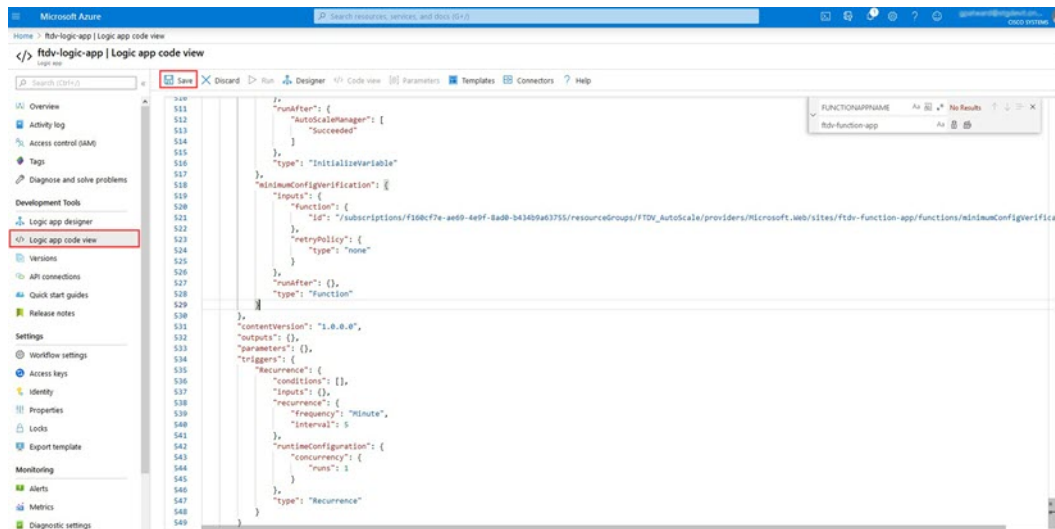 Microsoft Azure
Search resources, services, and docs (G+/)
CISCO SYSTEMS
Home > ftdv-logic-app | Logic app code view
</> ftdv-logic-app | Logic app code view
Logic app
Search (Ctrl+/)
«
Save Discard Run Designer </> Code view [@] Parameters Templates Connectors ? Help
Overview
Activity log
Access control (IAM)
Tags
Diagnose and solve problems
Development Tools
Logic app designer
</> Logic app code view
Versions
API connections
Quick start guides
Release notes
Settings
Workflow settings
Access keys
Identity
Properties
Locks
Export template
Monitoring
Alerts
Metrics
Diagnostic settings
510 },
511 "runAfter": {
512 "AutoScaleManager": [
513 "Succeeded"
514 ]
515 },
516 "type": "InitializeVariable"
517 },
518 "minimumConfigVerification": {
519 "inputs": {
520 "function": {
521 "id": "/subscriptions/f160cf7e-ae60-4e9f-8ad0-b434b9a63755/resourceGroups/FTDV_AutoScale/providers/Microsoft.Web/sites/ftdv-function-app/functions/minimumConfigVerifica
522 },
523 "retryPolicy": {
524 "type": "none"
525 }
526 },
527 "runAfter": {},
528 "type": "Function"
529 }
530 },
531 "contentVersion": "1.0.0.0",
532 "outputs": {},
533 "parameters": {},
534 "triggers": {
535 "Recurrence": {
536 "conditions": [],
537 "inputs": {},
538 "recurrence": {
539 "frequency": "Minute",
540 "interval": 5
541 },
542 "runtimeConfiguration": {
543 "concurrency": {
544 "runs": 1
545 }
546 },
547 "type": "Recurrence"
548 }
549 }
FUNCTIONAPPNAME
No Results
ftdv-function-app